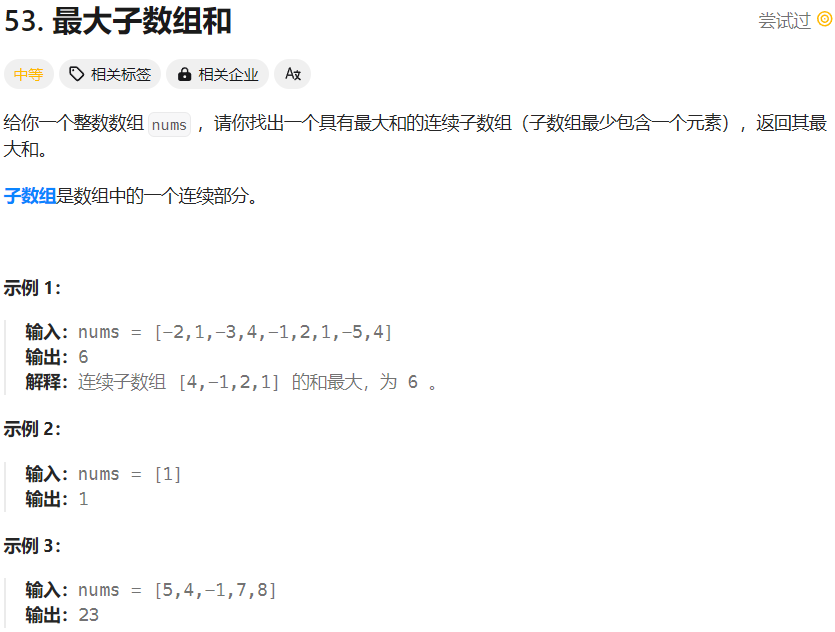 53. 最大子数组和
尝试过
中等
相关标签
相关企业
给你一个整数数组 nums ，请你找出一个具有最大和的连续子数组（子数组最少包含一个元素），返回其最
大和。
子数组是数组中的一个连续部分。
示例 1：
输入：nums = [-2,1,-3,4,-1,2,1,-5,4]
输出：6
解释：连续子数组 [4,-1,2,1] 的和最大，为 6 。
示例 2：
输入：nums = [1]
输出：1
示例 3：
输入：nums = [5,4,-1,7,8]
输出：23